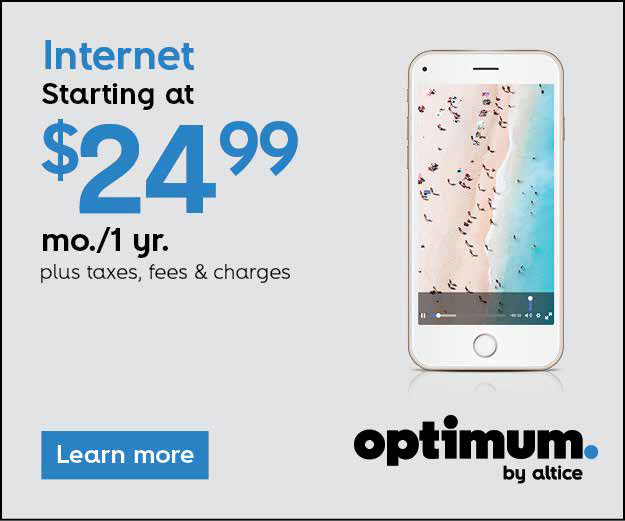 Internet
Starting at
$24 99
mo./1 yr.
plus taxes, fees & charges
Learn more
optimum.
by altice